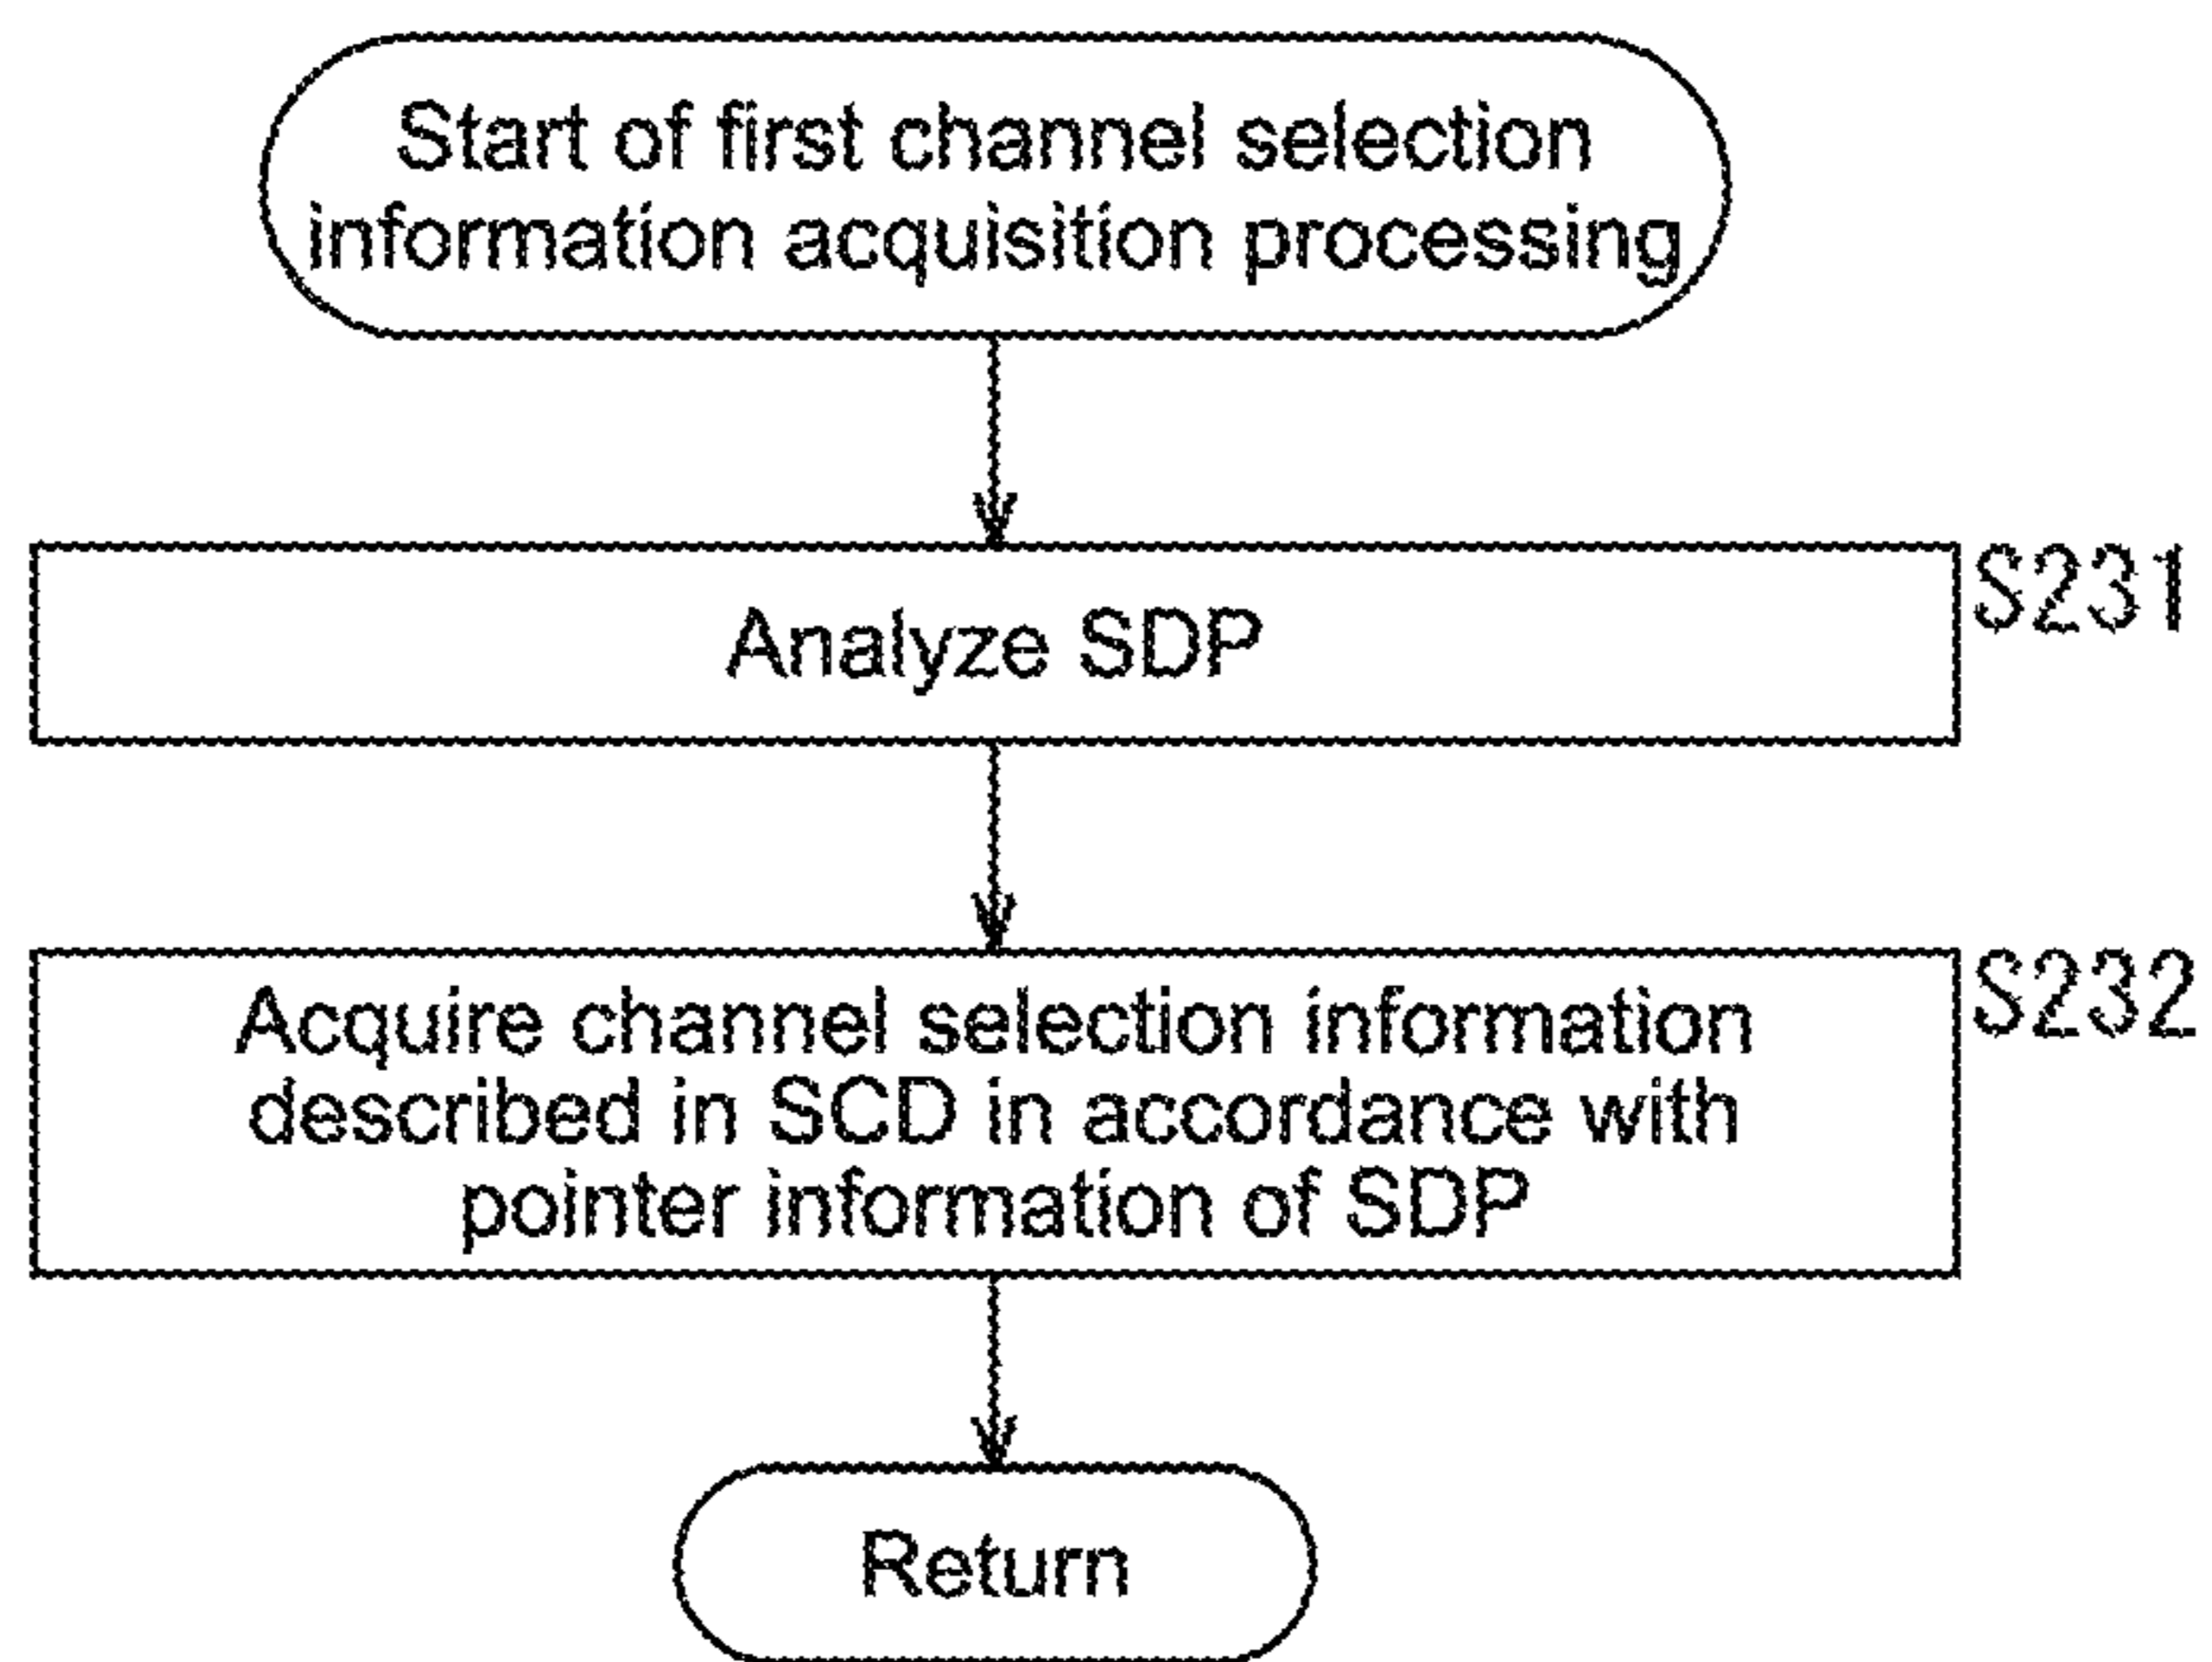 Start of first channel selection
information acquisition processing
Analyze SDP
S231
Acquire channel selection information
described in SCD in accordance with
pointer information of SDP
S232
Return